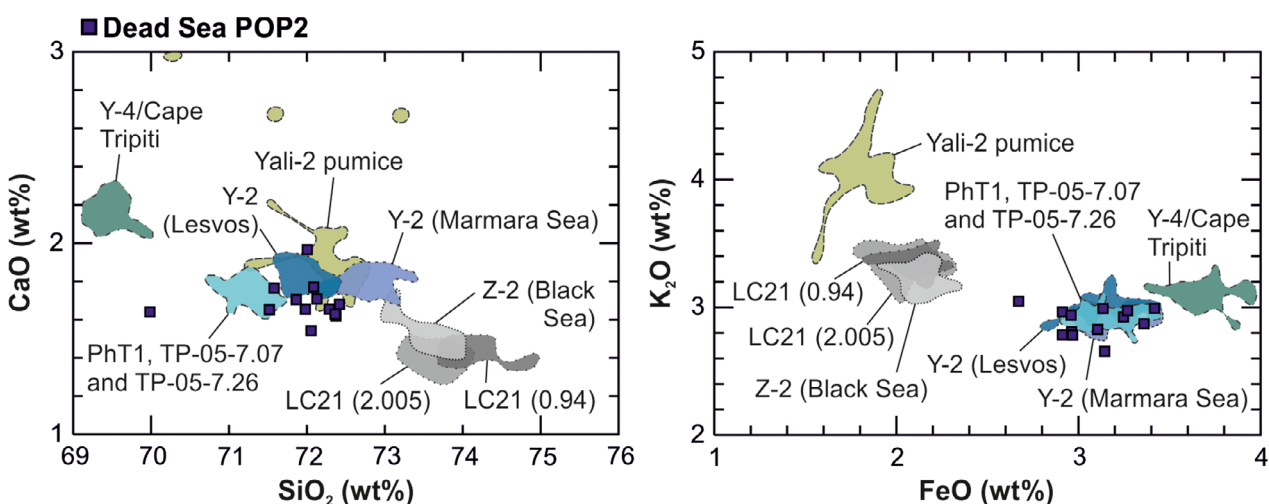 Dead Sea POP2
3
2
1
CaO (wt%)
Y-4/Cape
Tripiti
Yali-2 pumice
Y-2
(Lesvos)
Y-2 (Marmara Sea)
Z-2 (Black
Sea)
PhT1, TP-05-7.07
and TP-05-7.26
LC21 (2.005)
LC21 (0.94)
69 70 71 72 73 74 75 76
SiO₂ (wt%)
5
4
3
2
K₂O (wt%)
Yali-2 pumice
PhT1, TP-05-7.07
and TP-05-7.26
Y-4/Cape
Tripiti
LC21 (0.94)
LC21 (2.005)
Z-2 (Black Sea)
Y-2 (Lesvos)
Y-2 (Marmara Sea)
1 2 3 4
FeO (wt%)